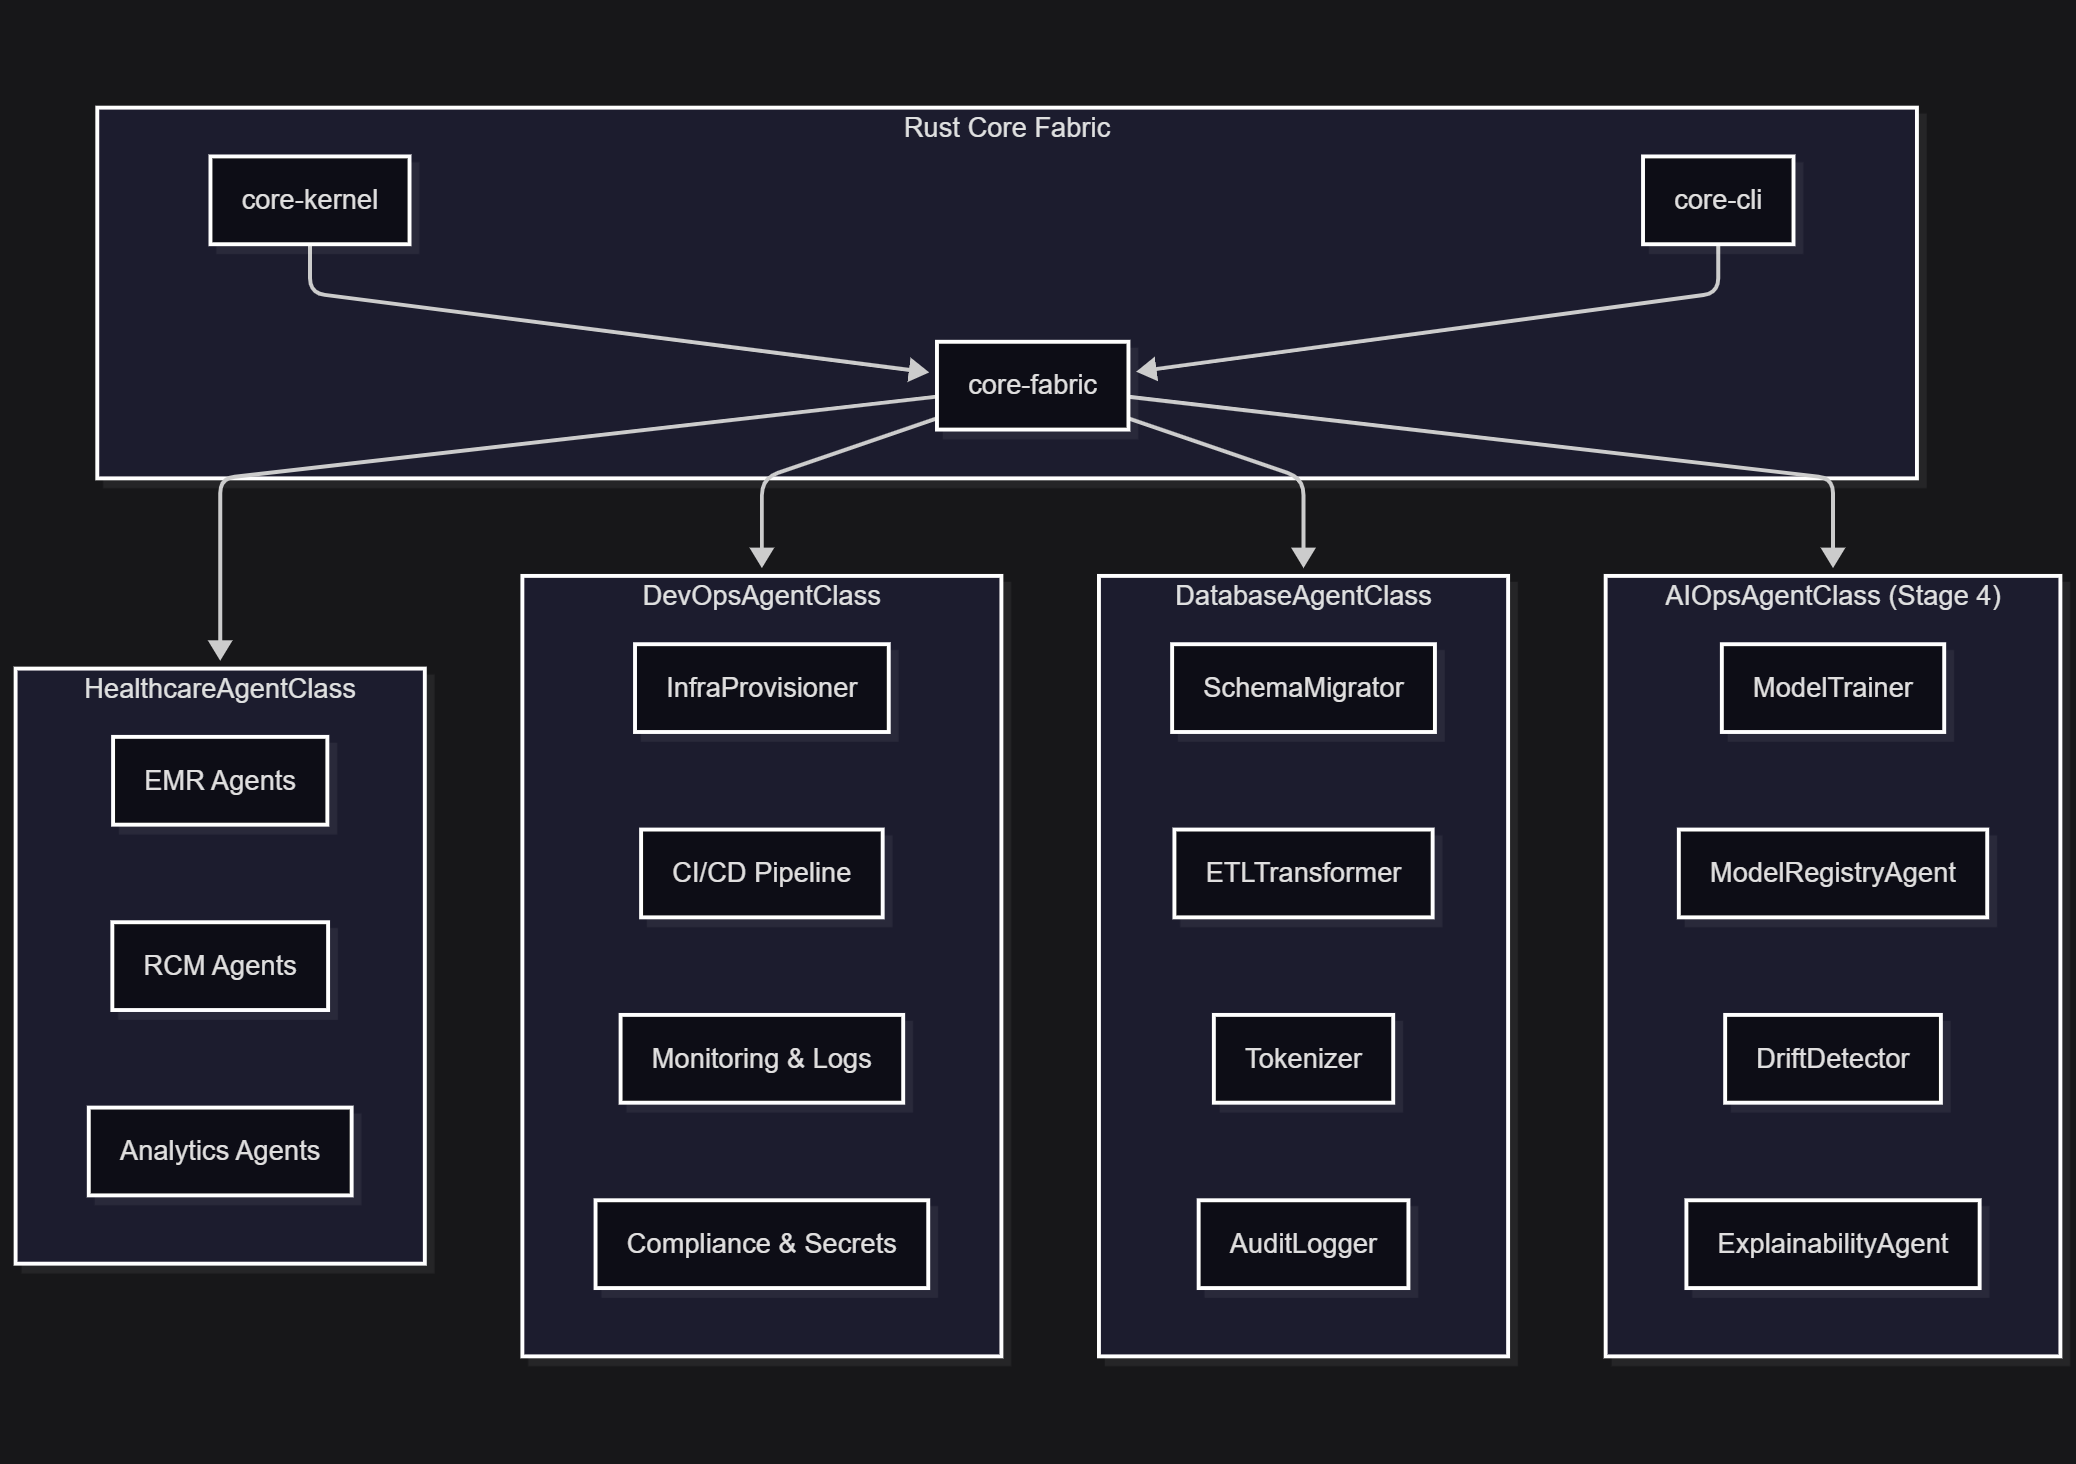 Rust Core Fabric
core-kernel
core-cli
core-fabric
HealthcareAgentClass
EMR Agents
RCM Agents
Analytics Agents
DevOpsAgentClass
InfraProvisioner
CI/CD Pipeline
Monitoring & Logs
Compliance & Secrets
DatabaseAgentClass
SchemaMigrator
ETLTransformer
Tokenizer
AuditLogger
AIOpsAgentClass (Stage 4)
ModelTrainer
ModelRegistryAgent
DriftDetector
ExplainabilityAgent